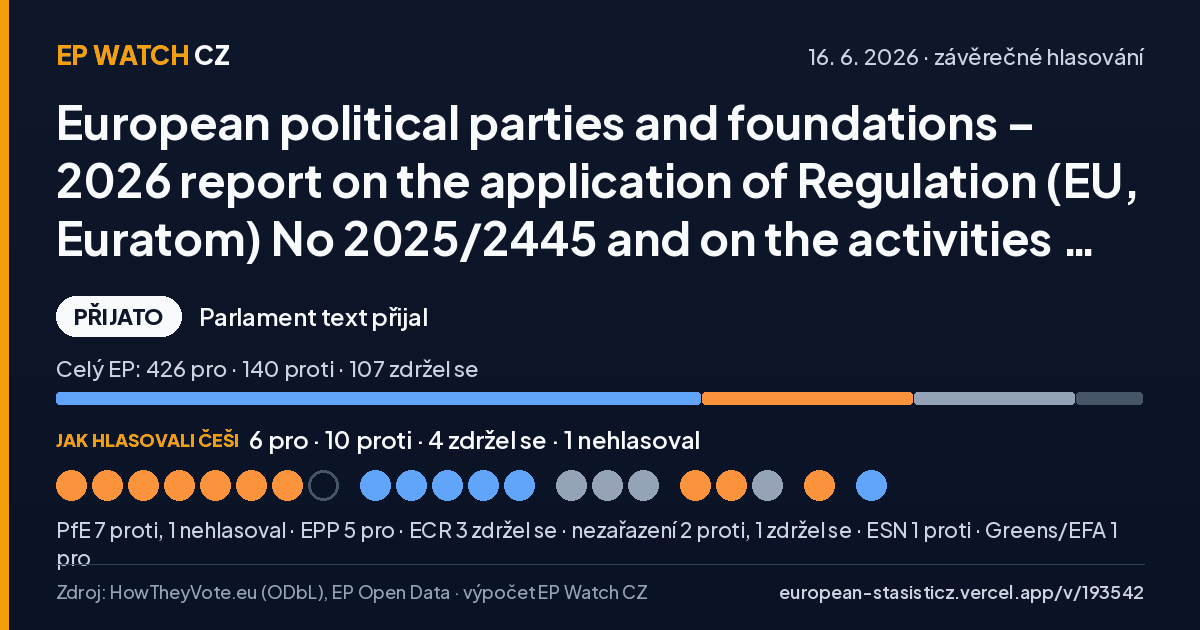 EP WATCH CZ
16. 6. 2026 · závěrečné hlasování
European political parties and foundations –
2026 report on the application of Regulation (EU,
Euratom) No 2025/2445 and on the activities …
PŘIJATO Parlament text přijal
Celý EP: 426 pro · 140 proti · 107 zdržel se
JAK HLASOVALI ČEŠI 6 pro · 10 proti · 4 zdržel se · 1 nehlasoval
PfE 7 proti, 1 nehlasoval · EPP 5 pro · ECR 3 zdržel se · nezařazení 2 proti, 1 zdržel se · ESN 1 proti · Greens/EFA 1
pro
Zdroj: HowTheyVote.eu (ODbL), EP Open Data · výpočet EP Watch CZ
european-stasisticz.vercel.app/v/193542